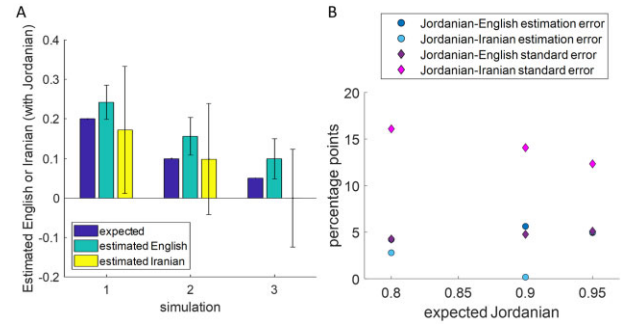 A
Estimated English or Iranian (with Jordanian)
0.4
0.3
0.2
0.1
0
-0.1
-0.2
expected
estimated English
estimated Iranian
1
2
3
simulation
B
Jordanian-English estimation error
Jordanian-Iranian estimation error
Jordanian-English standard error
Jordanian-Iranian standard error
percentage points
20
15
10
5
0
0.8
0.85
0.9
0.95
expected Jordanian